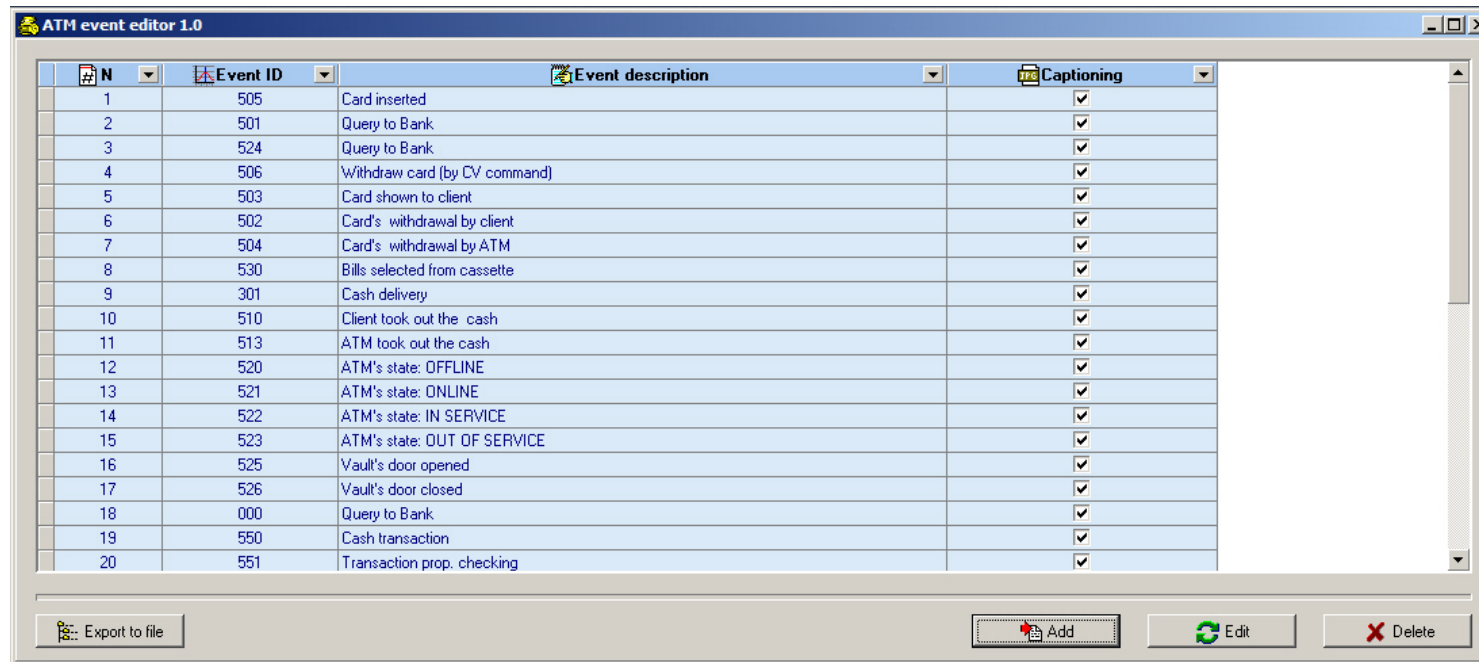 ATM event editor 1.0
# N Event ID Event description JPG Captioning
1 505 Card inserted
2 501 Query to Bank
3 524 Query to Bank
4 506 Withdraw card (by CV command)
5 503 Card shown to client
6 502 Card's  withdrawal by client
7 504 Card's  withdrawal by ATM
8 530 Bills selected from cassette
9 301 Cash delivery
10 510 Client took out the  cash
11 513 ATM took out the cash
12 520 ATM's state: OFFLINE
13 521 ATM's state: ONLINE
14 522 ATM's state: IN SERVICE
15 523 ATM's state: OUT OF SERVICE
16 525 Vault's door opened
17 526 Vault's door closed
18 000 Query to Bank
19 550 Cash transaction
20 551 Transaction prop. checking
Export to file Add Edit Delete